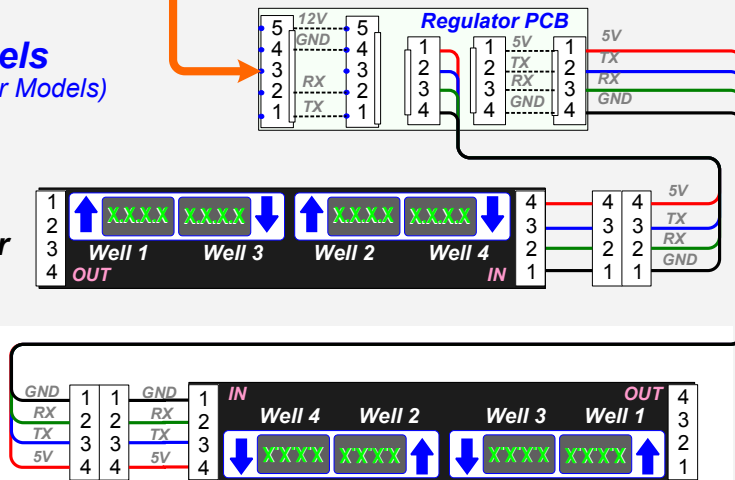 els
r Models)
Regulator PCB
5 12V 5
4 GND 4
3 3
2 RX 2
1 TX 1
1 1 5V 1 5V
2 2 TX 2 TX
3 3 RX 3 RX
4 4 GND 4 GND
r
1 X.X.X.X X.X.X.X X.X.X.X X.X.X.X 4 4 4 5V
2 3 3 3 TX
3 Well 1 Well 3 Well 2 Well 4 2 2 2 RX
4 OUT IN 1 1 1 GND
GND 1 1 GND 1 IN OUT 4
RX 2 2 RX 2 Well 4 Well 2 Well 3 Well 1 3
TX 3 3 TX 3 2
5V 4 4 5V 4 X.X.X.X X.X.X.X X.X.X.X X.X.X.X 1